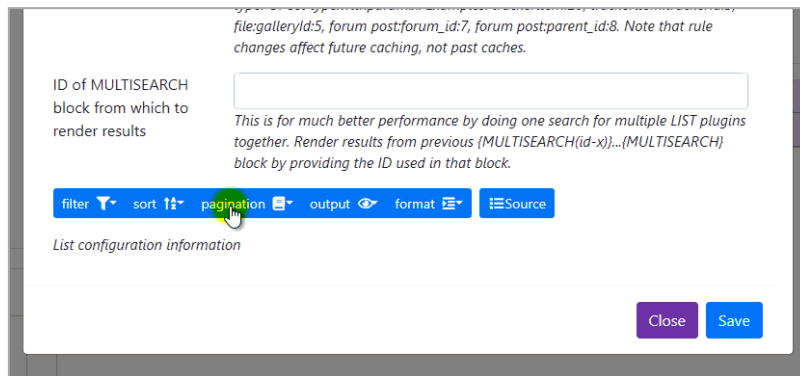 file:galleryId:5, forum post:forum_id:7, forum post:parent_id:8. Note that rule
changes affect future caching, not past caches.
ID of MULTISEARCH
block from which to
render results
This is for much better performance by doing one search for multiple LIST plugins
together. Render results from previous {MULTISEARCH(id-x)}...{MULTISEARCH}
block by providing the ID used in that block.
filter sort pagination output format Source
List configuration information
Close Save